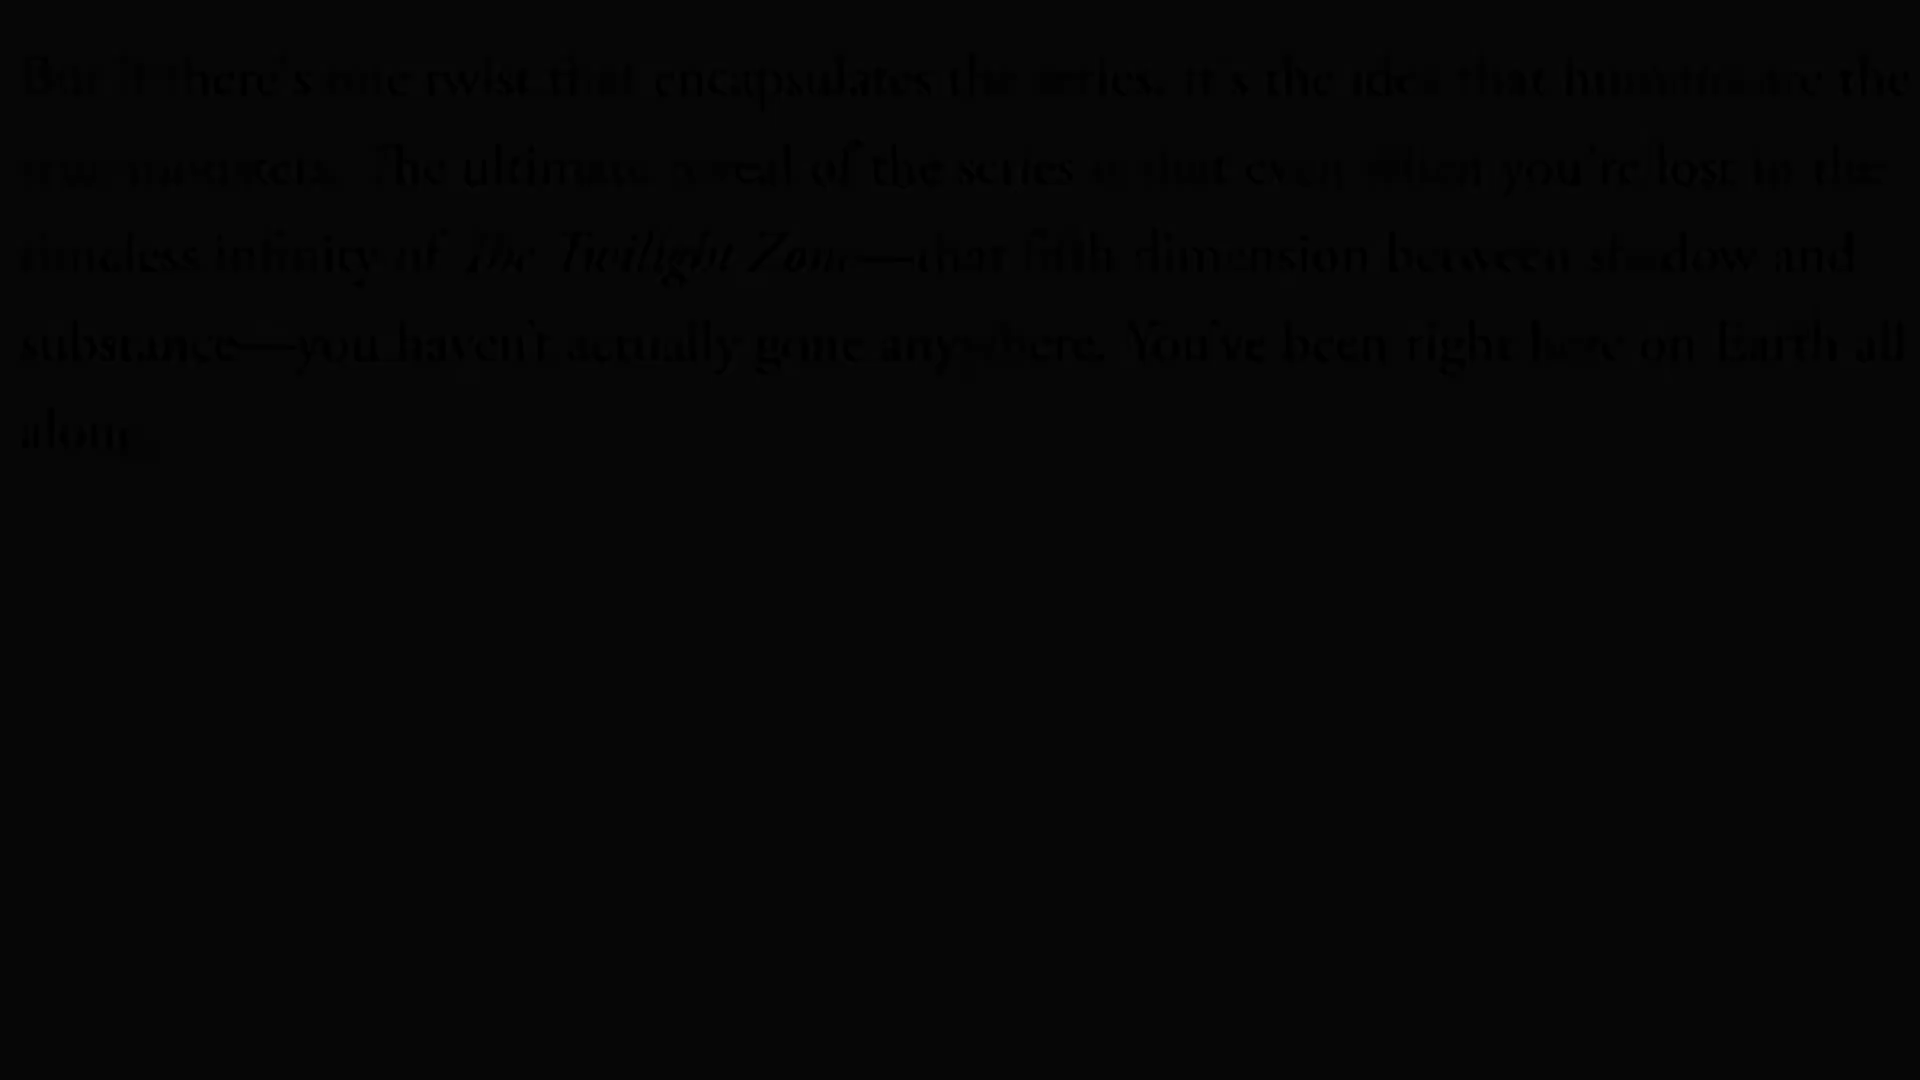 But if there's one twist that encapsulates the series, it's the idea that humans are the
real monsters. The ultimate reveal of the series is that even when you're lost in the
timeless infinity of The Twilight Zone—that fifth dimension between shadow and
substance—you haven't actually gone anywhere. You've been right here on Earth all
along.